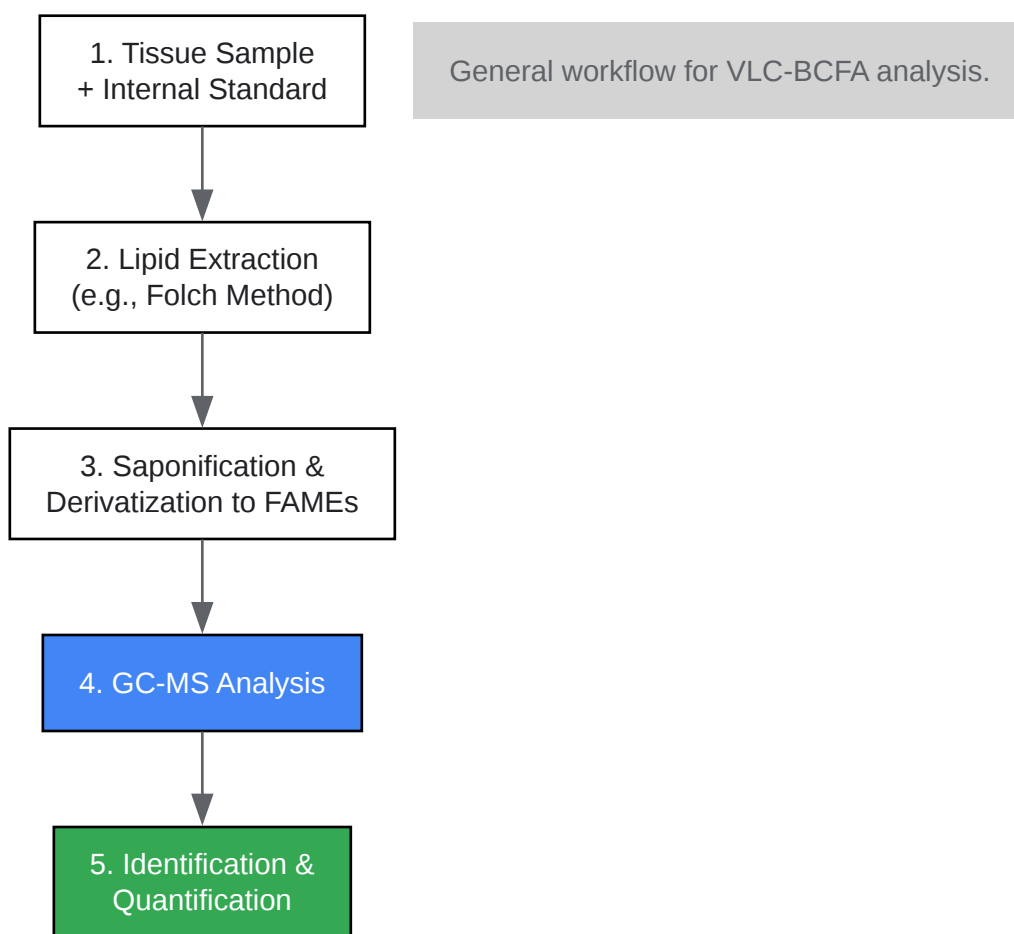 1. Tissue Sample
+ Internal Standard
General workflow for VLC-BCFA analysis.
2. Lipid Extraction
(e.g., Folch Method)
3. Saponification &
Derivatization to FAMEs
4. GC-MS Analysis
5. Identification &
Quantification